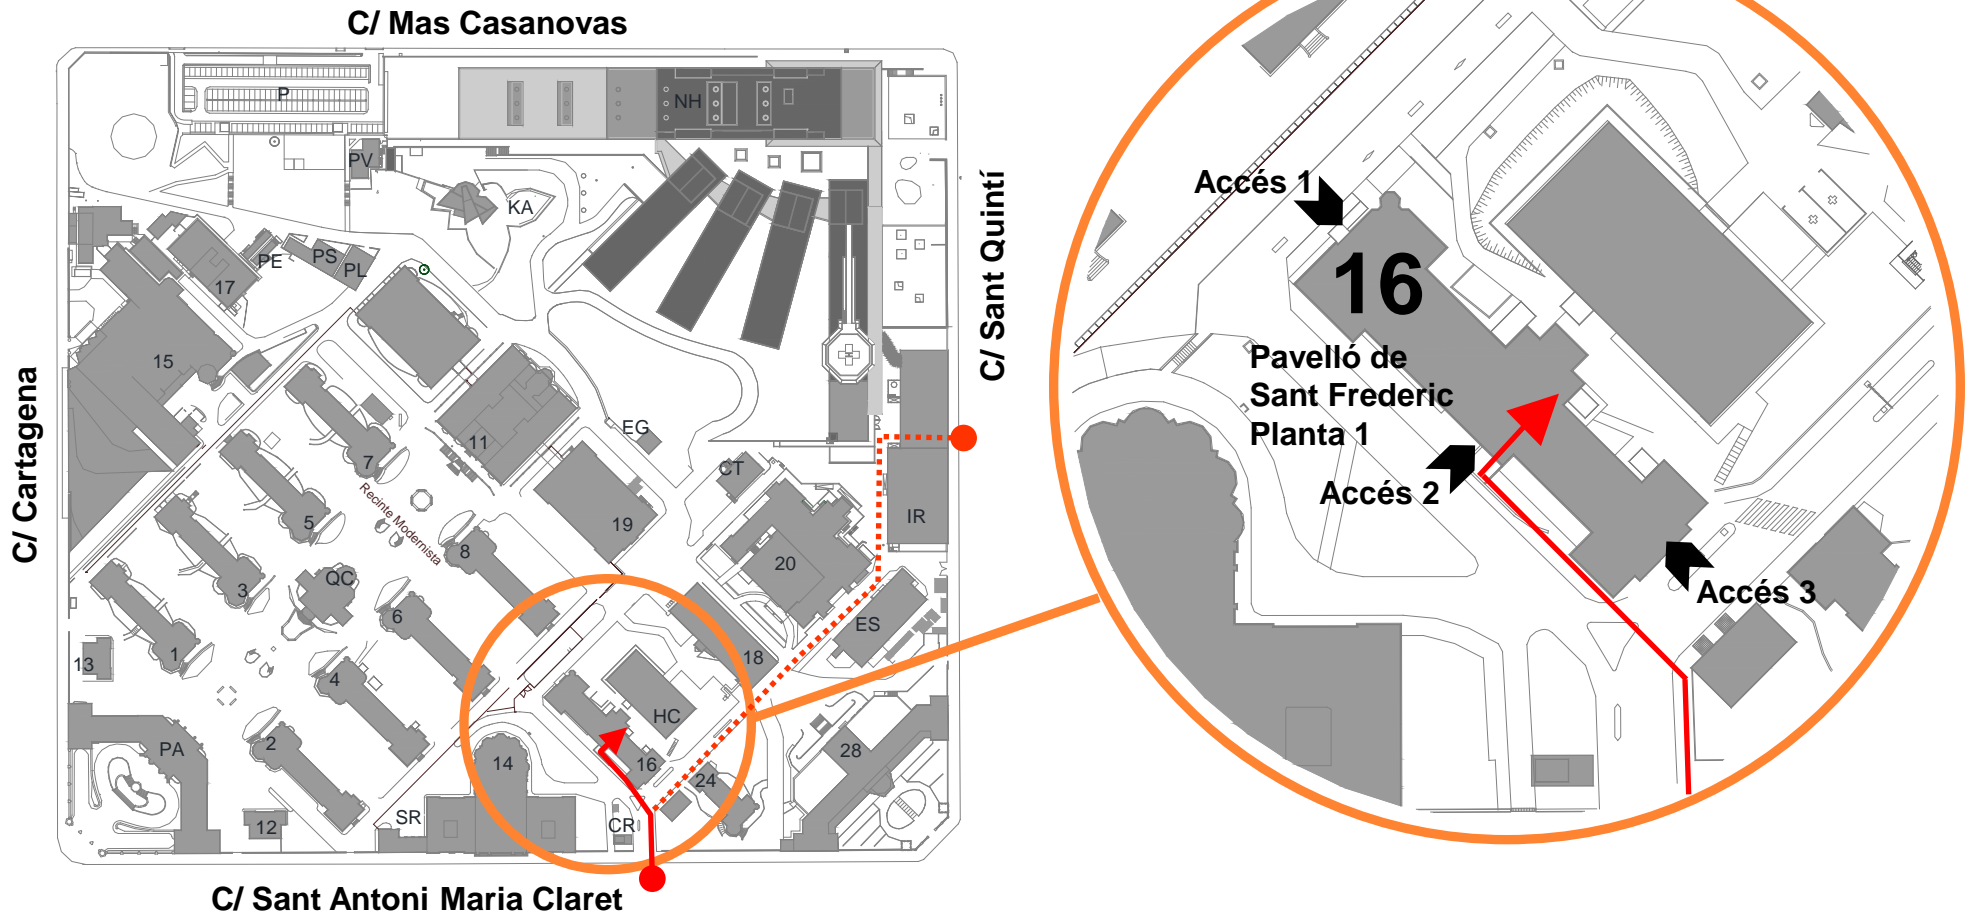 C/ Mas Casanovas
P
NH
PV
KA
PE
PS
PL
17
15
C/ Sant Quintí
C/ Cartagena
EG
11
7
CT
Recinte Modernista
5
19
IR
8
20
QC
3
6
ES
1
13
18
4
HC
PA
2
14
16
24
28
SR
CR
12
C/ Sant Antoni Maria Claret
Accés 1
16
Pavelló de
Sant Frederic
Planta 1
Accés 2
Accés 3